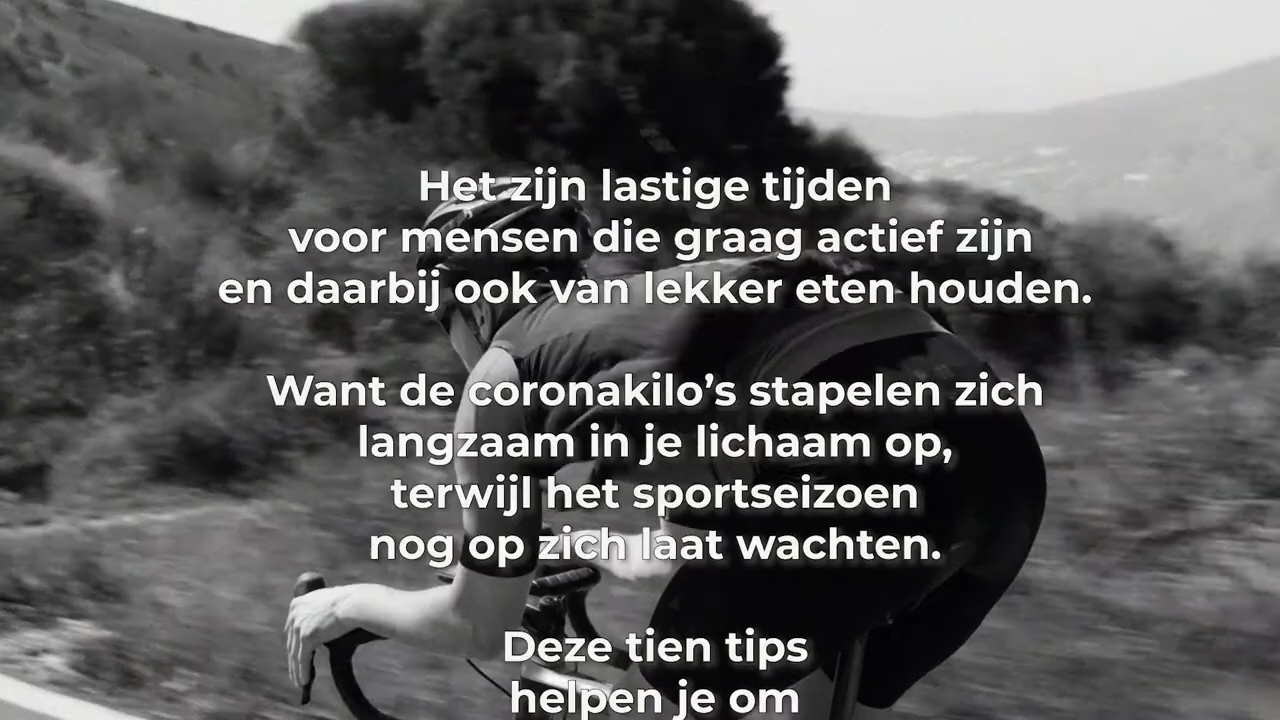 Het zijn lastige tijden
voor mensen die graag actief zijn
en daarbij ook van lekker eten houden.
Want de coronakilo’s stapelen zich
langzaam in je lichaam op,
terwijl het sportseizoen
nog op zich laat wachten.
Deze tien tips
helpen je om